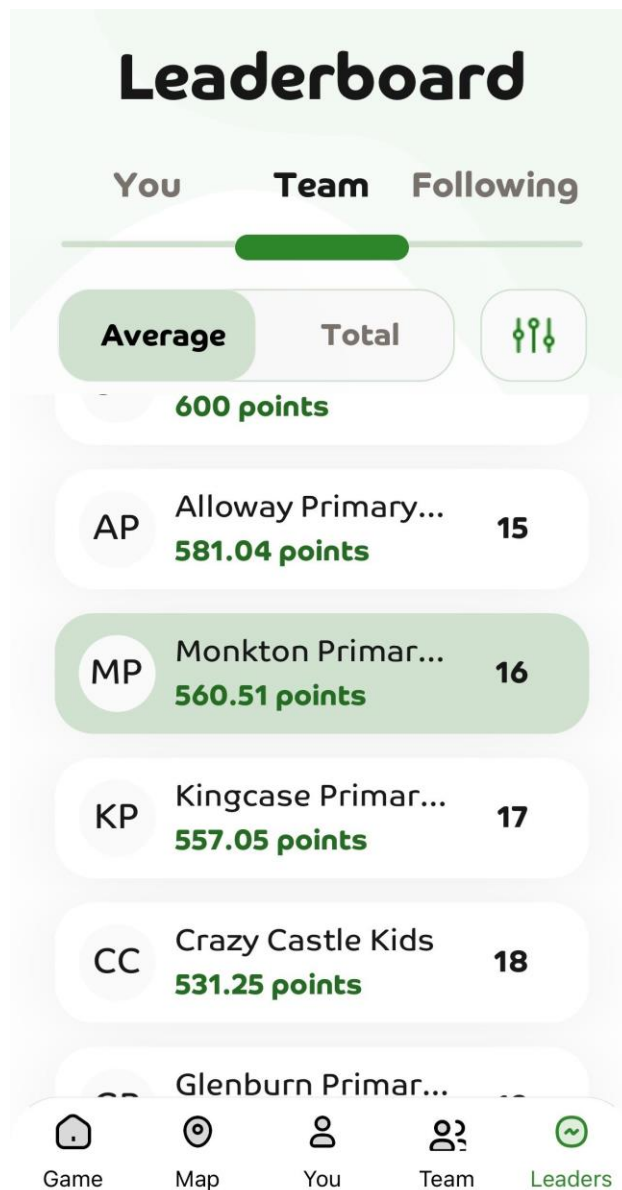 Leaderboard
You Team Following
Average Total
600 points
AP Alloway Primary... 15
581.04 points
MP Monkton Primar... 16
560.51 points
KP Kingcase Primar... 17
557.05 points
CC Crazy Castle Kids 18
531.25 points
Glenburn Primar...
Game Map You Team Leaders